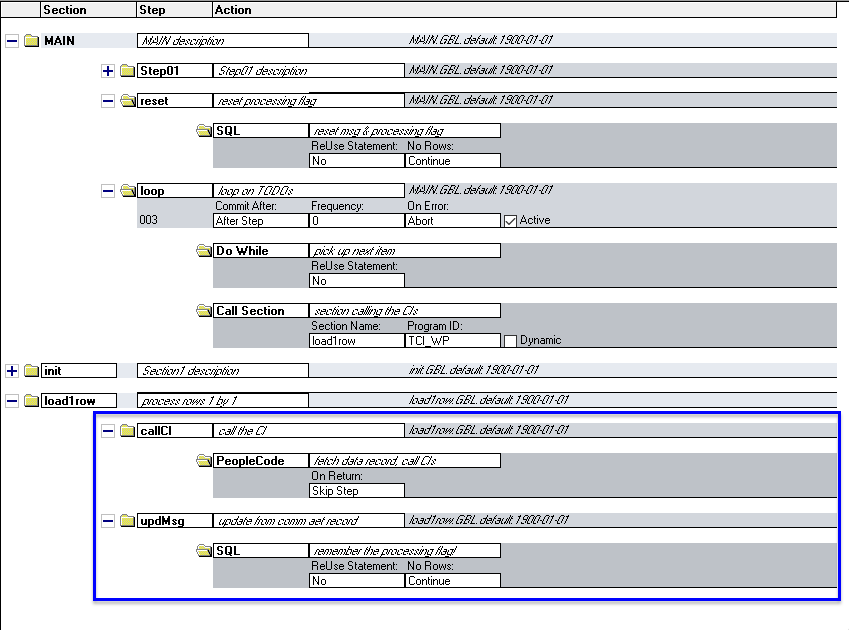 Section Step Action
MAIN MAIN description MAIN.GBL.default.1900-01-01
Step01 Step01 description MAIN.GBL.default.1900-01-01
reset reset processing flag MAIN.GBL.default.1900-01-01
SQL reset msg & processing flag
ReUse Statement: No Rows:
No Continue
loop loop on TODOs MAIN.GBL.default.1900-01-01
Commit After: Frequency: On Error:
003 After Step 0 Abort Active
Do While pick up next item
ReUse Statement:
No
Call Section section calling the CIs
Section Name: Program ID:
load1row TCI_WP Dynamic
init Section1 description init.GBL.default.1900-01-01
load1row process rows 1 by 1 load1row.GBL.default.1900-01-01
callCI call the CI load1row.GBL.default.1900-01-01
PeopleCode fetch data record, call CIs
On Return:
Skip Step
updMsg update from comm aet record load1row.GBL.default.1900-01-01
SQL remember the processing flag!
ReUse Statement: No Rows:
No Continue